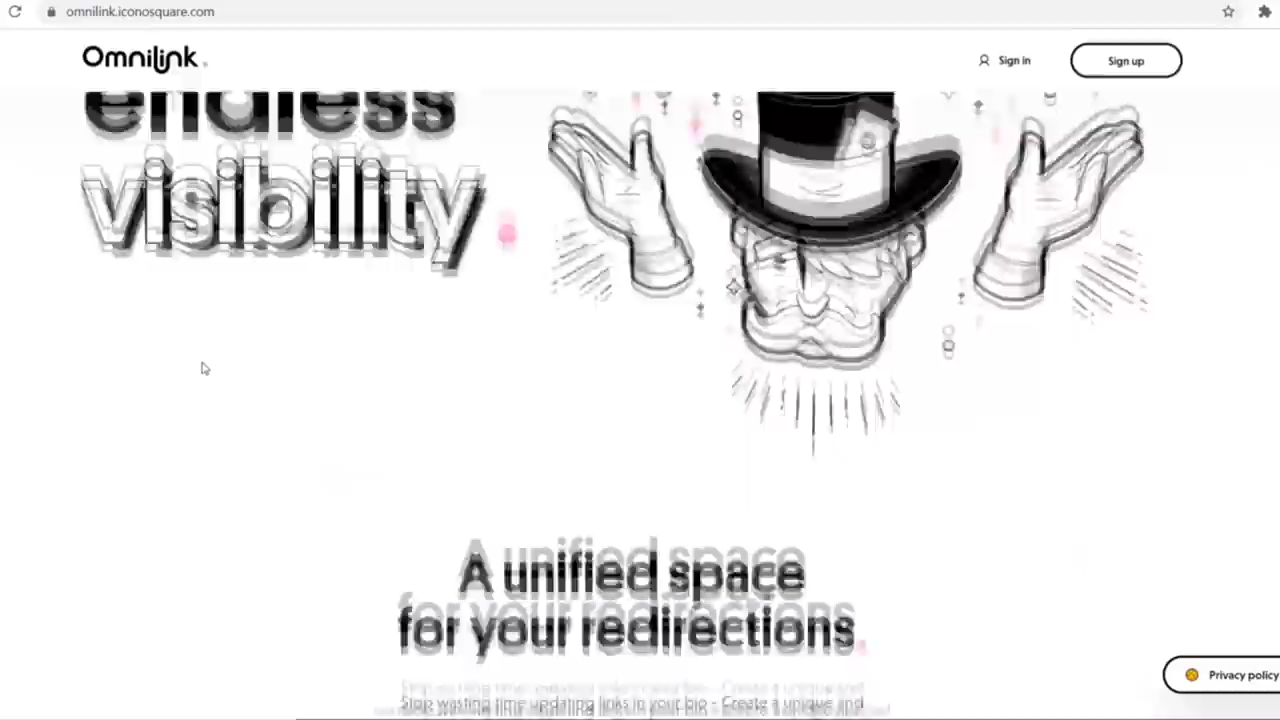 omnilink.iconosquare.com
Omnilink
Sign in
Sign up
endless
visibility
A unified space
for your redirections.
Stop wasting time updating links in your bio - Create a unique and
Privacy policy